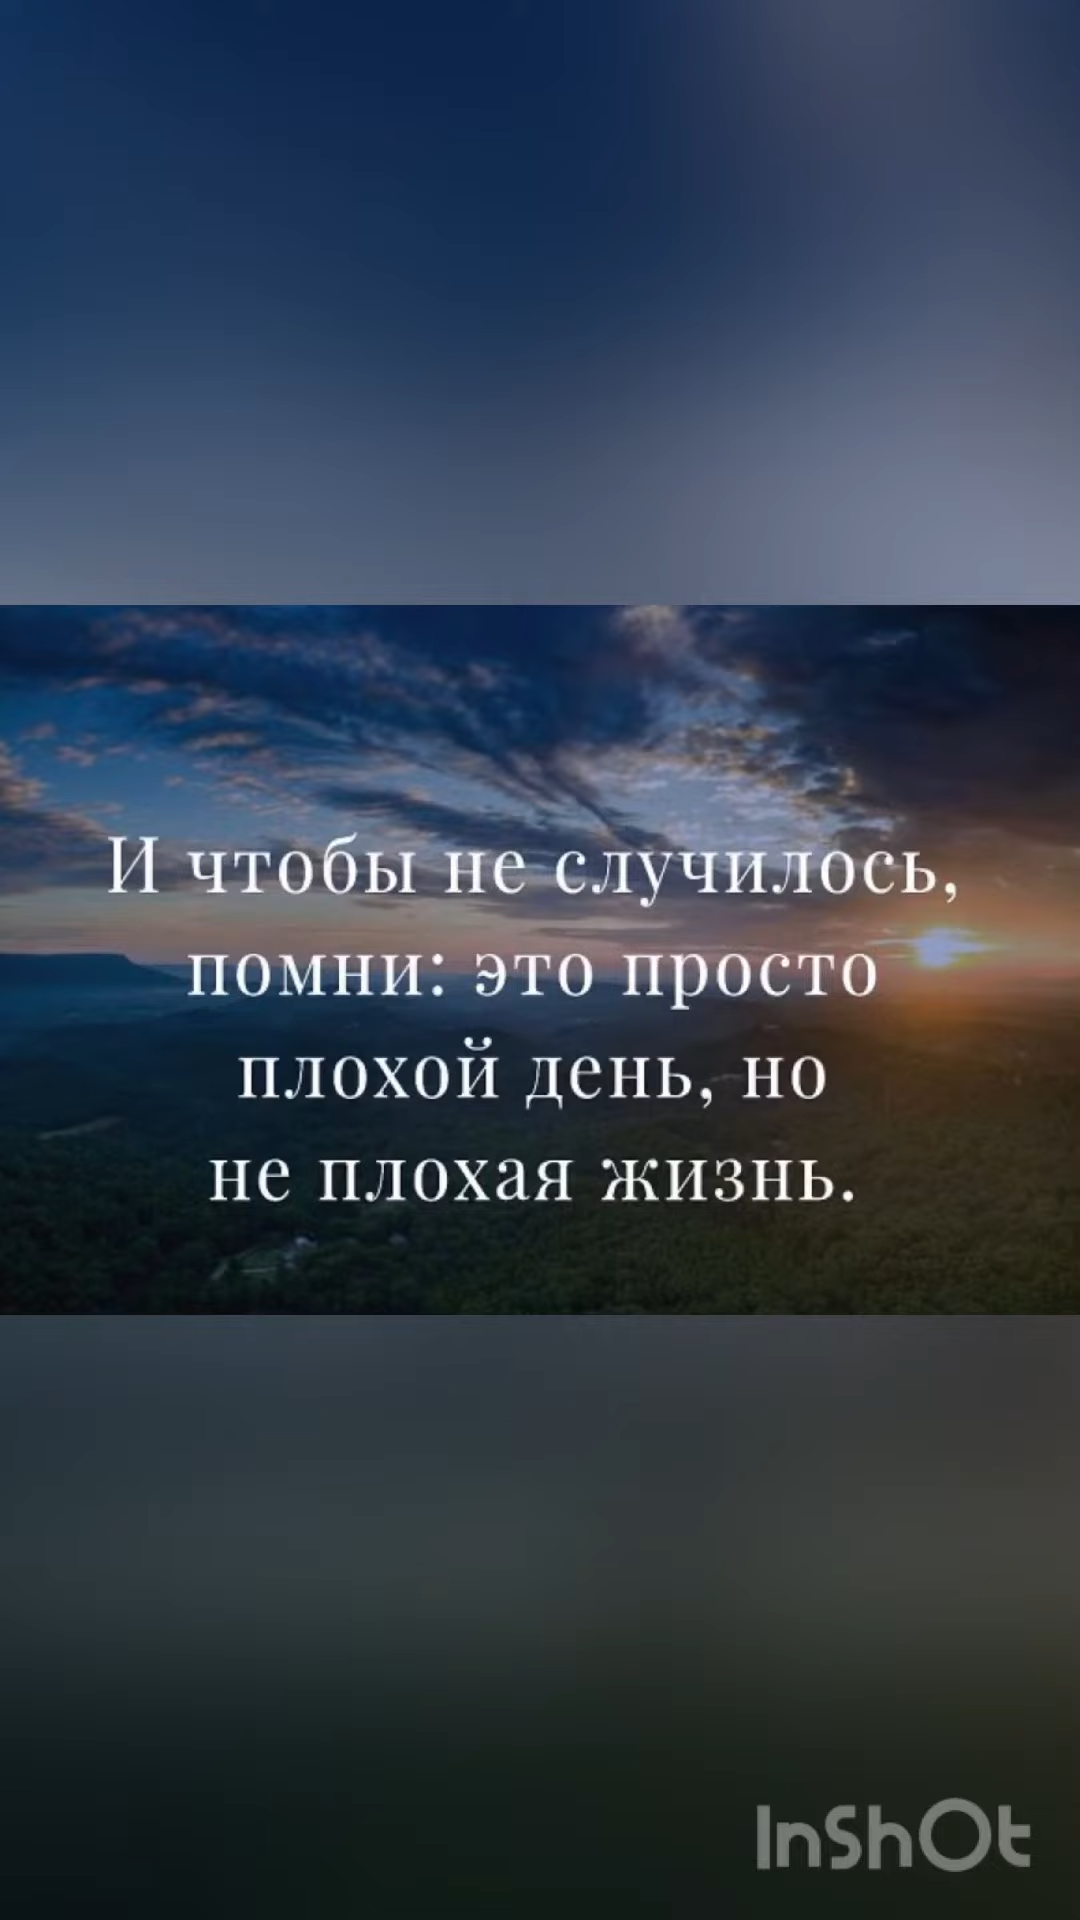 И чтобы не случилось,
помни: это просто
плохой день, но
не плохая жизнь.
InShOt